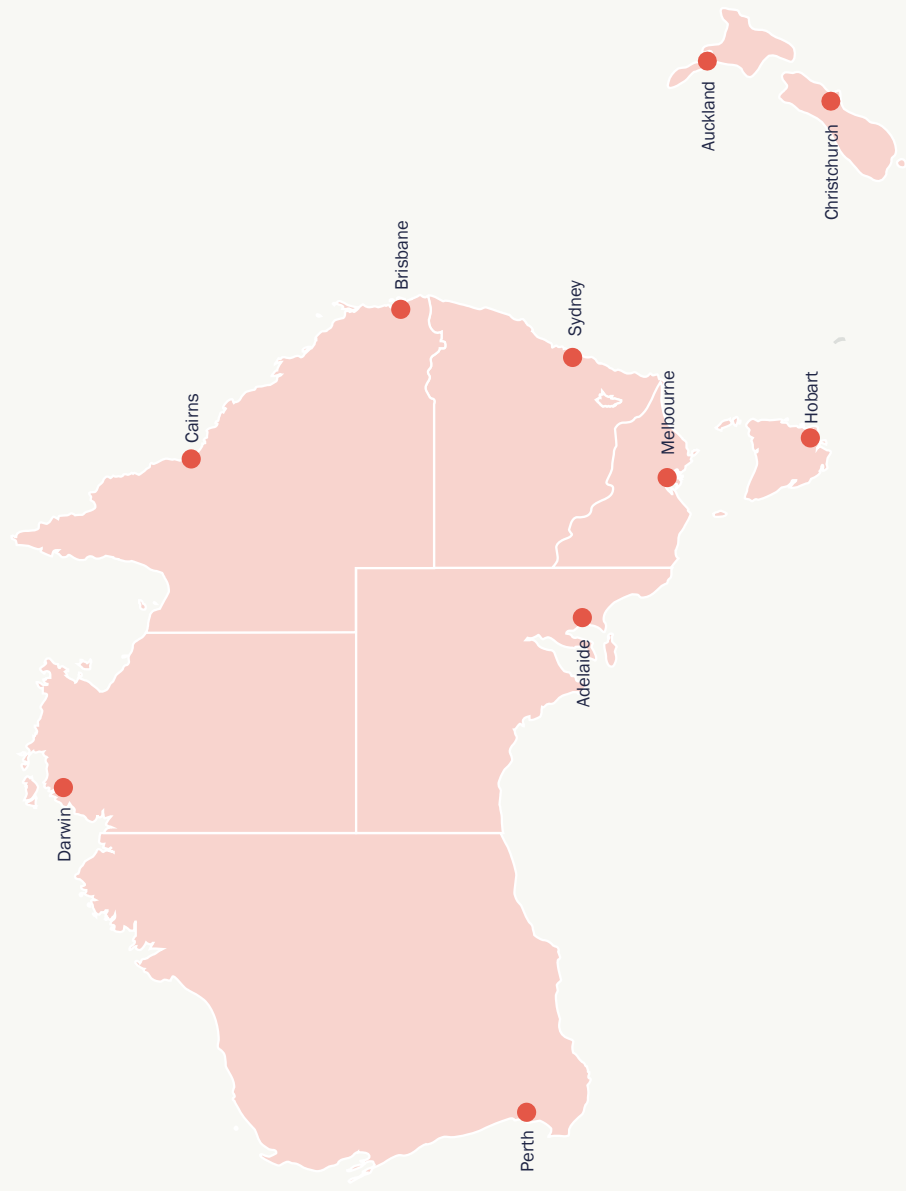 Darwin
Cairns
Brisbane
Perth
Adelaide
Sydney
Melbourne
Auckland
Hobart
Christchurch